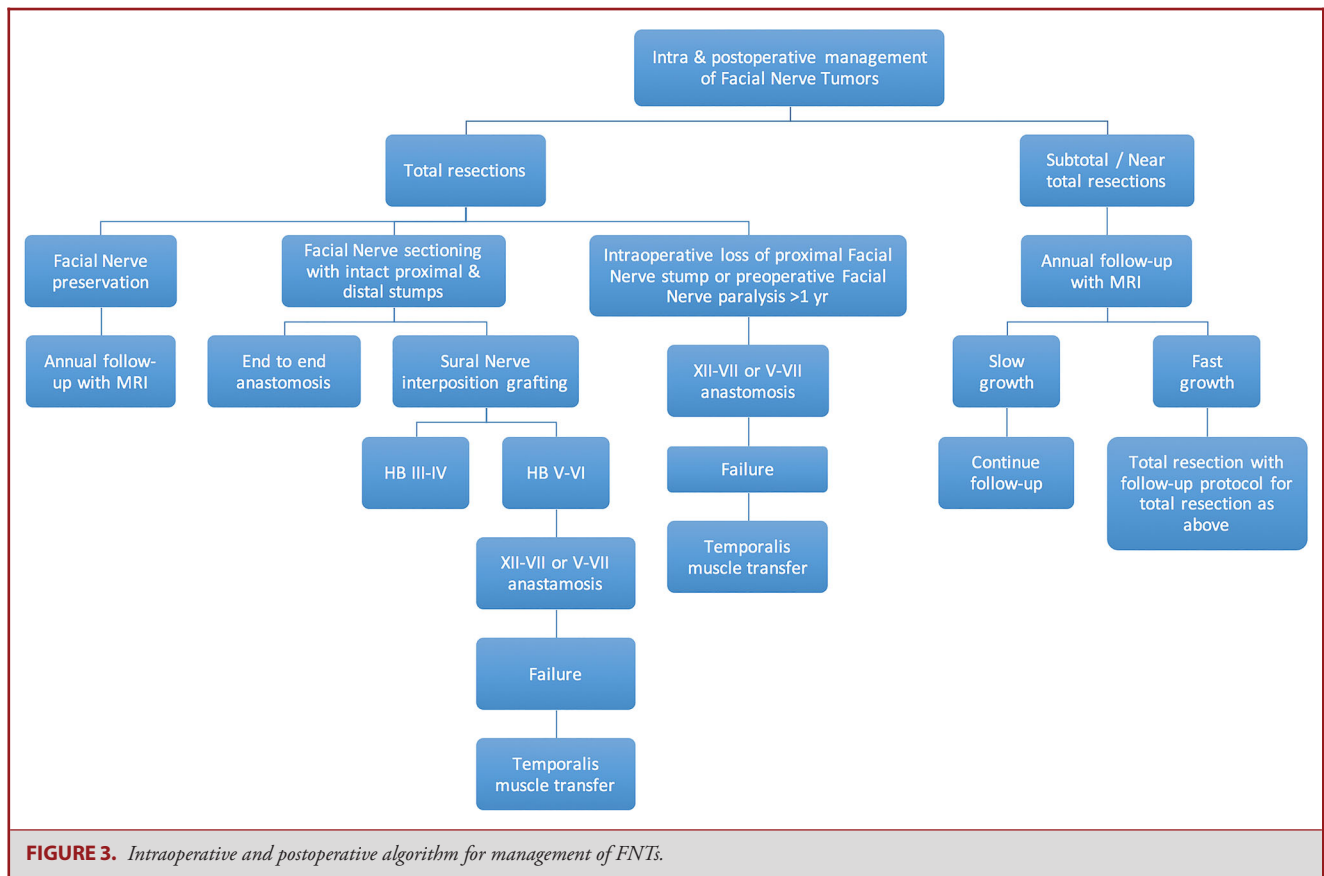 Intra & postoperative management
of Facial Nerve Tumors
Total resections
Subtotal / Near
total resections
Facial Nerve
preservation
Facial Nerve sectioning
with intact proximal &
distal stumps
Intraoperative loss of proximal Facial
Nerve stump or preoperative Facial
Nerve paralysis >1 yr
Annual follow-up
with MRI
Annual follow-
up with MRI
End to end
anastomosis
Sural Nerve
interposition grafting
XII-VII or V-VII
anastomosis
Slow
growth
Fast
growth
HB III-IV
HB V-VI
Failure
Continue
follow-up
Total resection with
follow-up protocol for
total resection as
above
XII-VII or V-VII
anastamosis
Temporalis
muscle transfer
Failure
Temporalis
muscle transfer
FIGURE 3. Intraoperative and postoperative algorithm for management of FNTs.